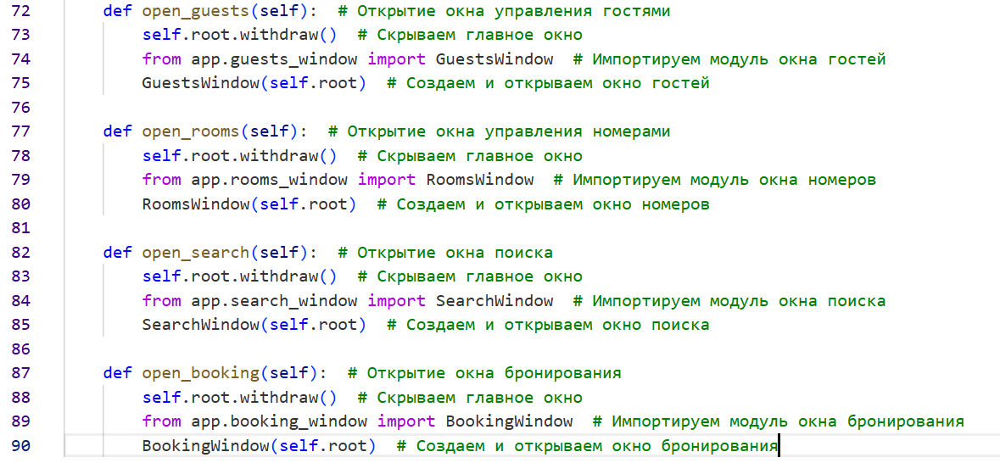 72 def open_guests(self):  # Открытие окна управления гостями
73 self.root.withdraw()  # Скрываем главное окно
74 from app.guests_window import GuestsWindow  # Импортируем модуль окна гостей
75 GuestsWindow(self.root)  # Создаем и открываем окно гостей
76
77 def open_rooms(self):  # Открытие окна управления номерами
78 self.root.withdraw()  # Скрываем главное окно
79 from app.rooms_window import RoomsWindow  # Импортируем модуль окна номеров
80 RoomsWindow(self.root)  # Создаем и открываем окно номеров
81
82 def open_search(self):  # Открытие окна поиска
83 self.root.withdraw()  # Скрываем главное окно
84 from app.search_window import SearchWindow  # Импортируем модуль окна поиска
85 SearchWindow(self.root)  # Создаем и открываем окно поиска
86
87 def open_booking(self):  # Открытие окна бронирования
88 self.root.withdraw()  # Скрываем главное окно
89 from app.booking_window import BookingWindow  # Импортируем модуль окна бронирования
90 BookingWindow(self.root)  # Создаем и открываем окно бронирования